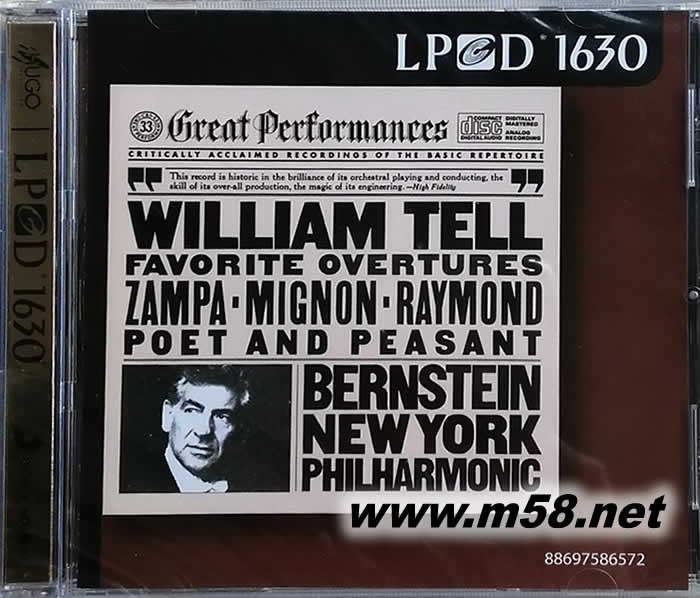 LPCD 1630
HUGO | LPCD 1630
33
Great Performances
COMPACT
disc
DIGITAL AUDIO
DIGITALLY
MASTERED
ANALOG
RECORDING
CRITICALLY ACCLAIMED RECORDINGS OF THE BASIC REPERTOIRE
"This record is historic in the brilliance of its orchestral playing and conducting, the
skill of its over-all production, the magic of its engineering.—High Fidelity"
WILLIAM TELL
FAVORITE OVERTURES
ZAMPA·MIGNON·RAYMOND
POET AND PEASANT
BERNSTEIN
NEW YORK
PHILHARMONIC
www.m58.net
88697586572